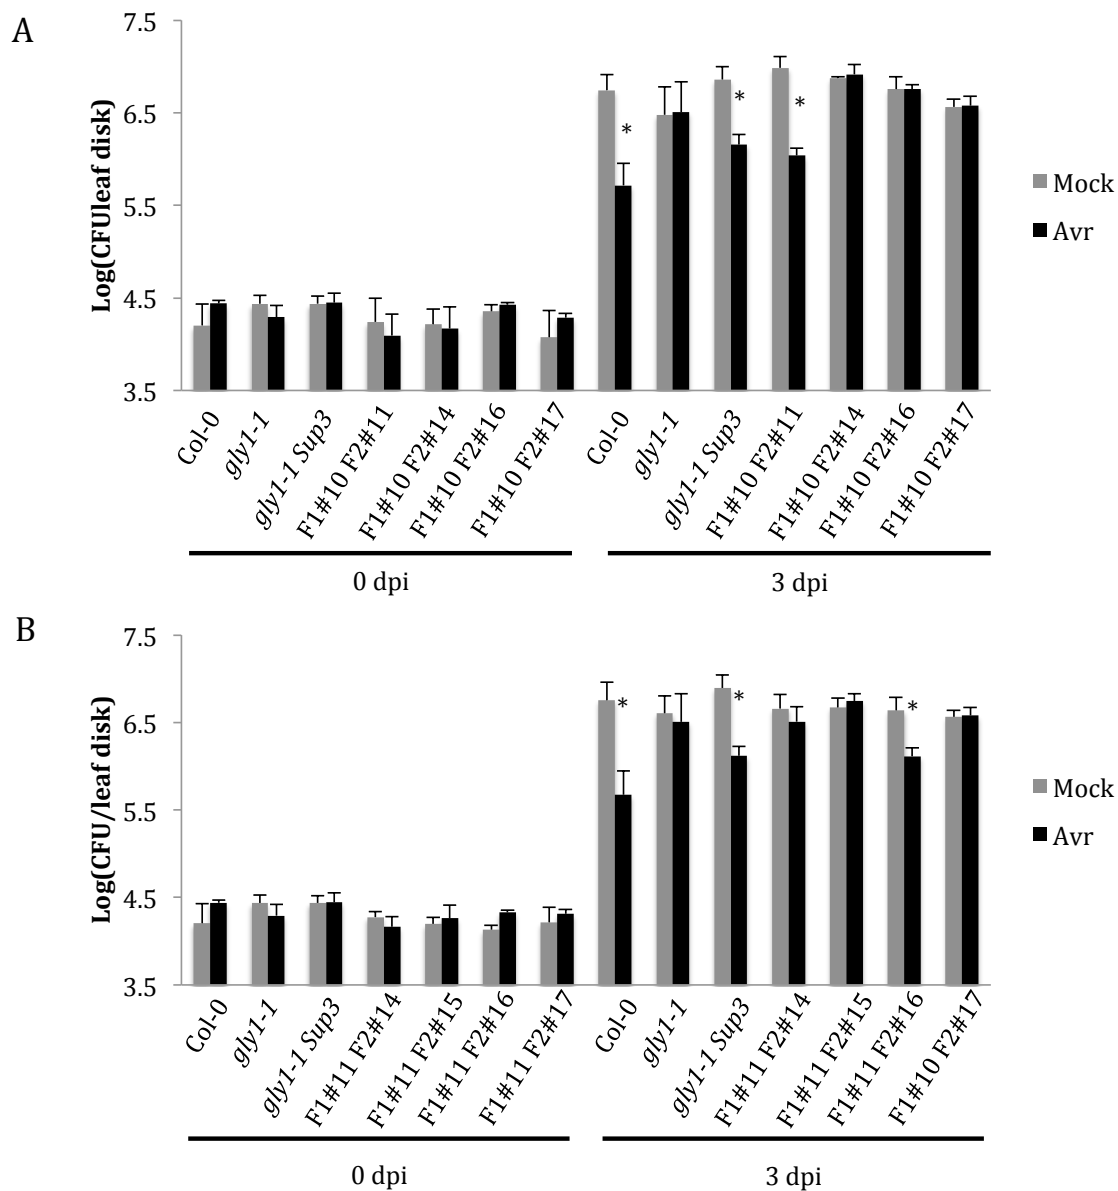 A
7.5
6.5
5.5
4.5
3.5
Log(CFUleaf disk)
*
*
*
Mock
Avr
Col-0
gly1-1
gly1-1 Sup3
F1#10 F2#11
F1#10 F2#14
F1#10 F2#16
F1#10 F2#17
Col-0
gly1-1
gly1-1 Sup3
F1#10 F2#11
F1#10 F2#14
F1#10 F2#16
F1#10 F2#17
0 dpi
3 dpi
B
7.5
6.5
5.5
4.5
3.5
Log(CFU/leaf disk)
*
*
*
Mock
Avr
Col-0
gly1-1
gly1-1 Sup3
F1#11 F2#14
F1#11 F2#15
F1#11 F2#16
F1#11 F2#17
Col-0
gly1-1
gly1-1 Sup3
F1#11 F2#14
F1#11 F2#15
F1#11 F2#16
F1#10 F2#17
0 dpi
3 dpi